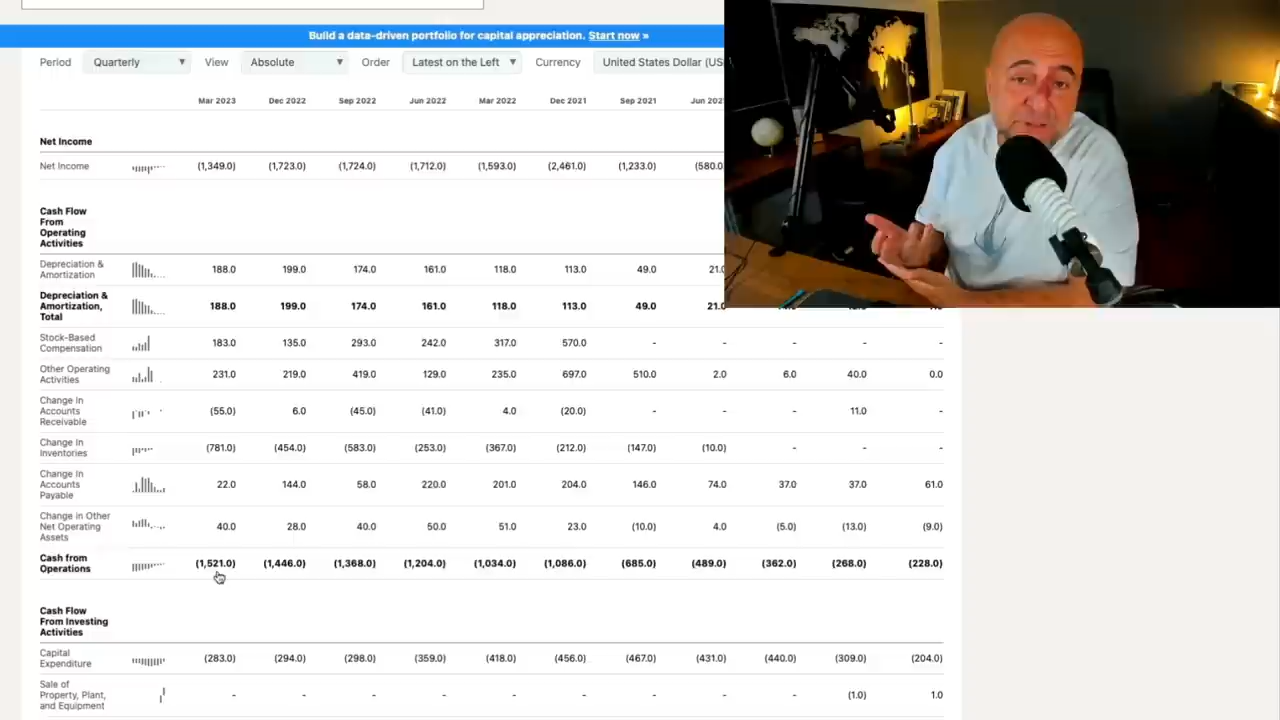 Build a data-driven portfolio for capital appreciation. Start now »
Period Quarterly ▼ View Absolute ▼ Order Latest on the Left ▼ Currency United States Dollar (US
Mar 2023 Dec 2022 Sep 2022 Jun 2022 Mar 2022 Dec 2021 Sep 2021 Jun 202
Net Income
Net Income (1,349.0) (1,723.0) (1,724.0) (1,712.0) (1,593.0) (2,461.0) (1,233.0) (580.0
Cash Flow
From
Operating
Activities
Depreciation &
Amortization 188.0 199.0 174.0 161.0 118.0 113.0 49.0 21.0
Depreciation &
Amortization,
Total 188.0 199.0 174.0 161.0 118.0 113.0 49.0 21.0
Stock-Based
Compensation 183.0 135.0 293.0 242.0 317.0 570.0 - - - - -
Other Operating
Activities 231.0 219.0 419.0 129.0 235.0 697.0 510.0 2.0 6.0 40.0 0.0
Change In
Accounts
Receivable (55.0) 6.0 (45.0) (41.0) 4.0 (20.0) - - - 11.0 -
Change In
Inventories (781.0) (454.0) (583.0) (253.0) (367.0) (212.0) (147.0) (10.0) - - -
Change In
Accounts
Payable 22.0 144.0 58.0 220.0 201.0 204.0 146.0 74.0 37.0 37.0 61.0
Change in Other
Net Operating
Assets 40.0 28.0 40.0 50.0 51.0 23.0 (10.0) 4.0 (5.0) (13.0) (9.0)
Cash from
Operations (1,521.0) (1,446.0) (1,368.0) (1,204.0) (1,034.0) (1,086.0) (685.0) (489.0) (362.0) (268.0) (228.0)
Cash Flow
From Investing
Activities
Capital
Expenditure (283.0) (294.0) (298.0) (359.0) (418.0) (456.0) (467.0) (431.0) (440.0) (309.0) (204.0)
Sale of
Property, Plant,
and Equipment - - - - - - - - - (1.0) 1.0